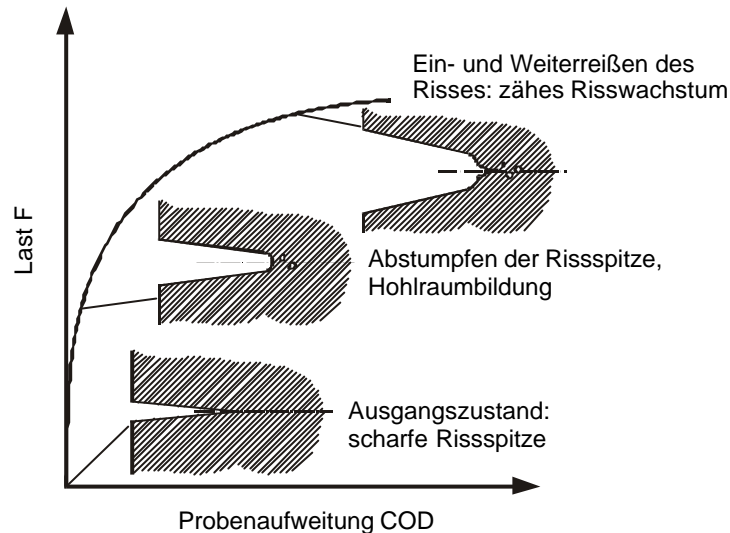 Ein- und Weiterreißen des
Risses: zähes Risswachstum
Last F
Abstumpfen der Rissspitze,
Hohlraumbildung
Ausgangszustand:
scharfe Rissspitze
Probenaufweitung COD